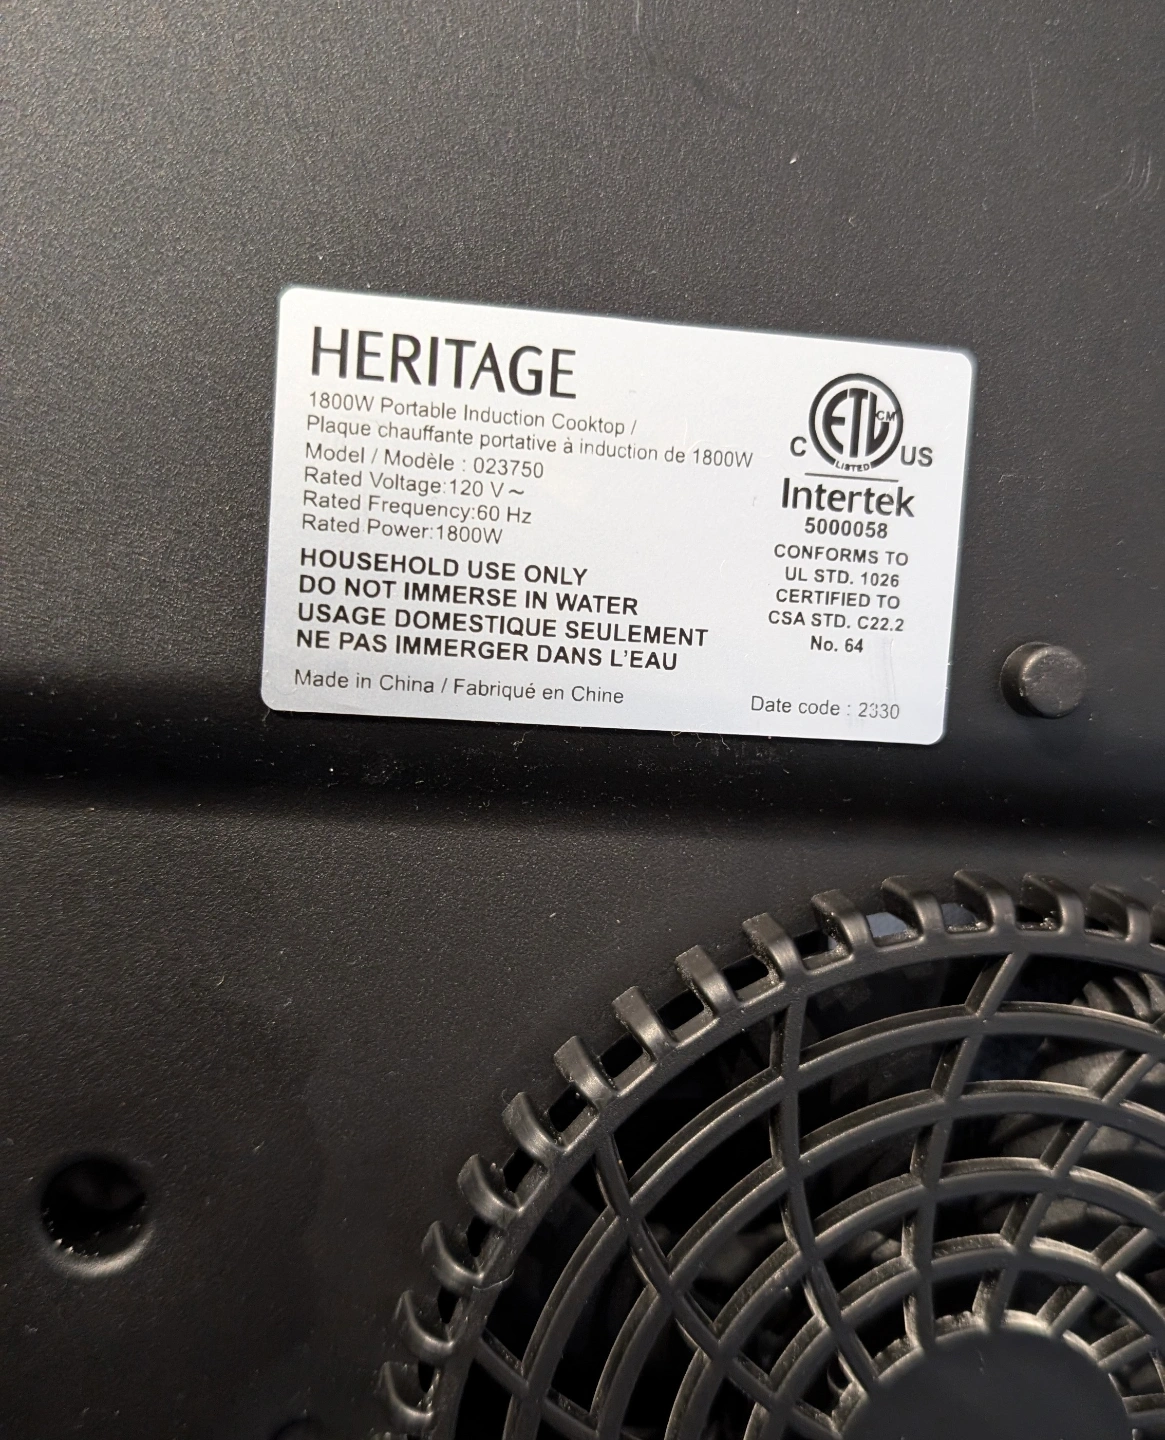 HERITAGE
1800W Portable Induction Cooktop /
Plaque chauffante portative à induction de 1800W
Model / Modèle : 023750
Rated Voltage:120 V ~
Rated Frequency:60 Hz
Rated Power:1800W
HOUSEHOLD USE ONLY
DO NOT IMMERSE IN WATER
USAGE DOMESTIQUE SEULEMENT
NE PAS IMMERGER DANS L'EAU
Made in China / Fabriqué en Chine
ETL CM
C US
LISTED
Intertek
5000058
CONFORMS TO
UL STD. 1026
CERTIFIED TO
CSA STD. C22.2
No. 64
Date code : 2330